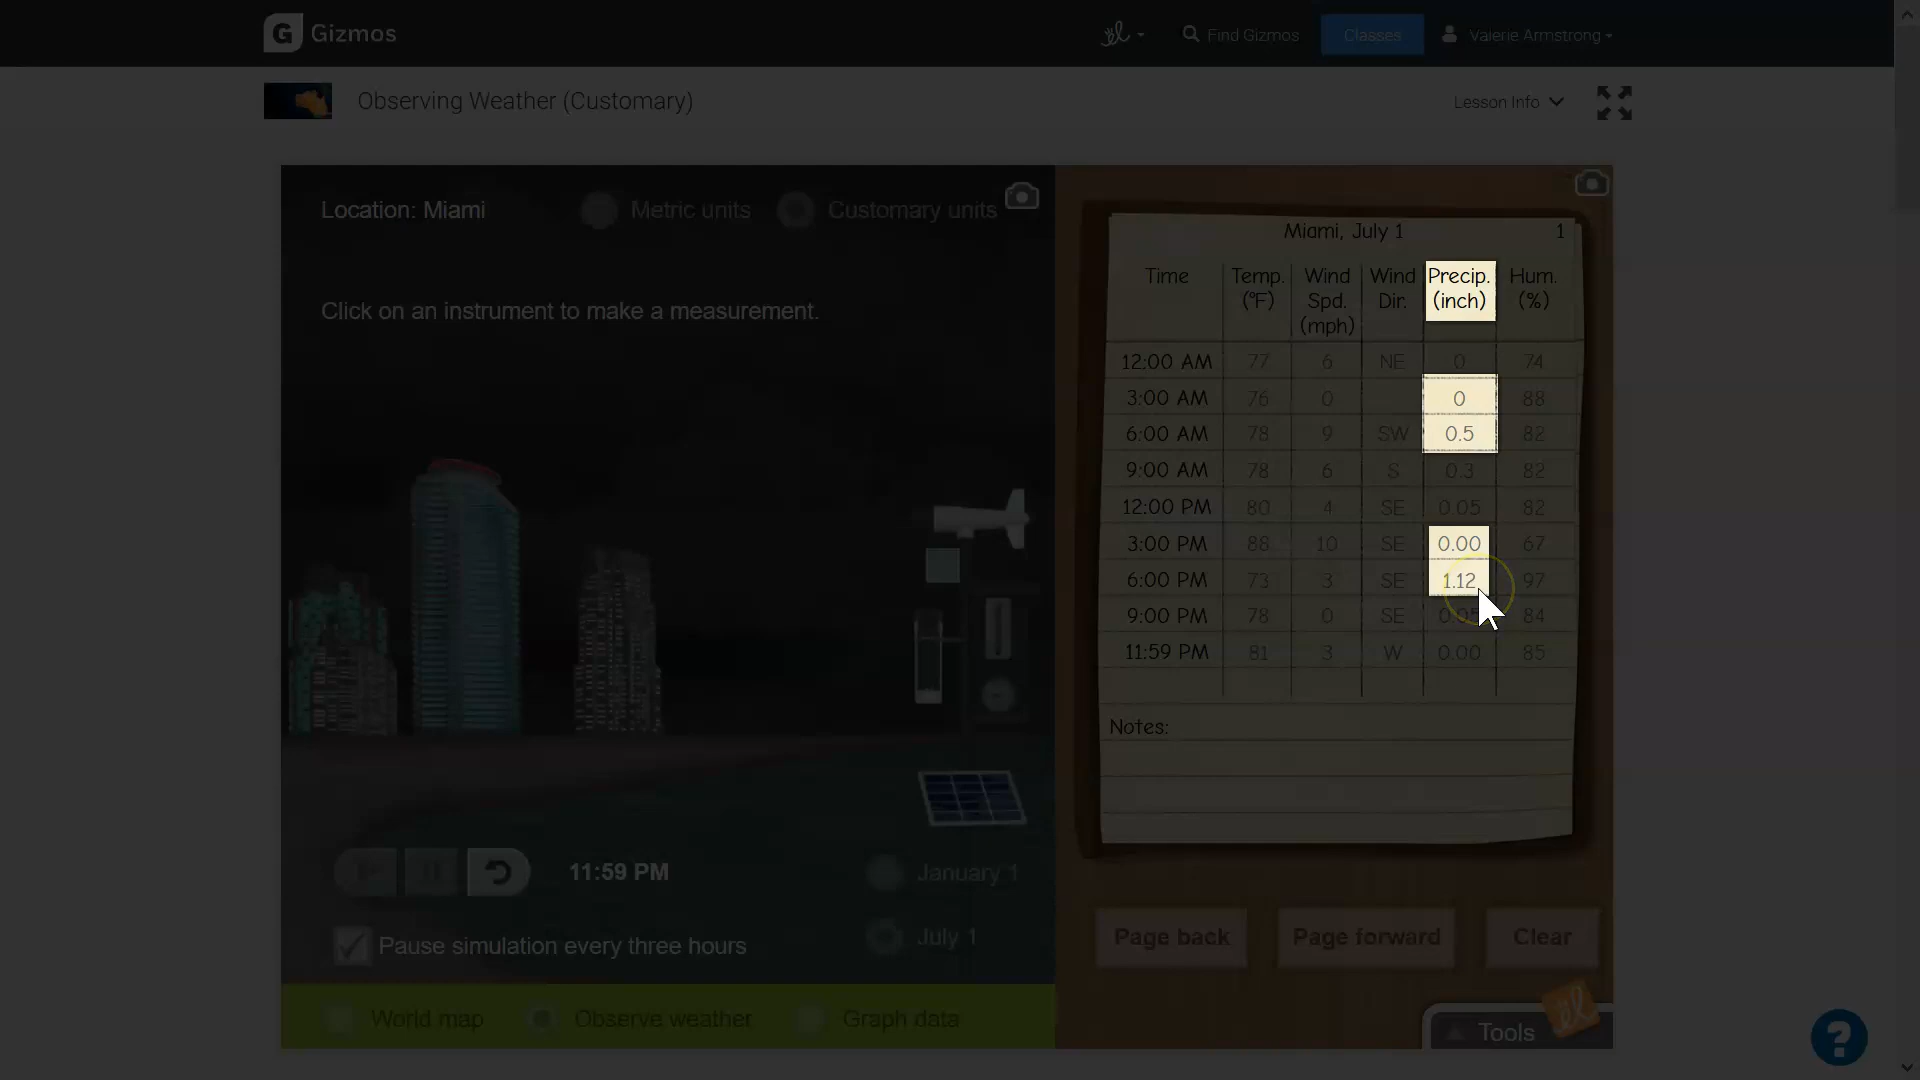 Gizmos
Find Gizmos
Classes
Valerie Armstrong
Observing Weather (Customary)
Lesson Info
Location: Miami
Metric units
Customary units
Click on an instrument to make a measurement.
Miami, July 1 1
Time Temp. (°F) Wind Spd. (mph) Wind Dir. Precip. (inch) Hum. (%)
12:00 AM 77 6 NE 0 74
3:00 AM 76 0 0 88
6:00 AM 78 9 SW 0.5 82
9:00 AM 78 6 S 0.3 82
12:00 PM 80 4 SE 0.05 82
3:00 PM 88 10 SE 0.00 67
6:00 PM 73 3 SE 1.12 97
9:00 PM 78 0 SE 0.05 84
11:59 PM 81 3 W 0.00 85
Notes:
11:59 PM
January 1
July 1
Pause simulation every three hours
World map
Observe weather
Graph data
Page back
Page forward
Clear
Tools